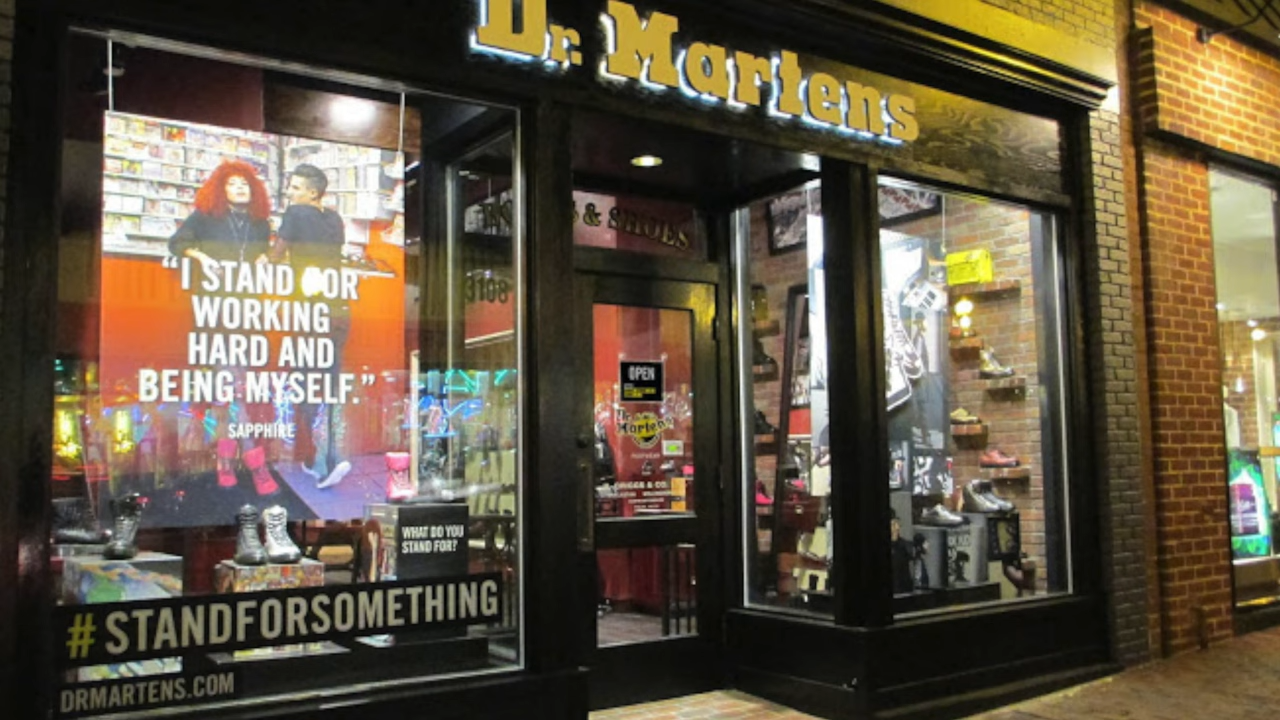 Dr. Martens
& SHOES
3108
"I STAND FOR
WORKING
HARD AND
BEING MYSELF."
SAPPHIRE
OPEN
Dr. Martens
WHAT DO YOU
STAND FOR?
#STANDFORSOMETHING
DRMARTENS.COM